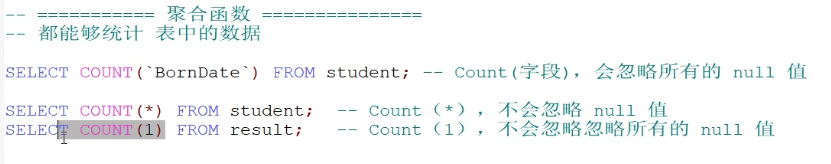 -- =========== 聚合函数 ===============
-- 都能够统计 表中的数据
SELECT COUNT(`BornDate`) FROM student; -- Count(字段), 会忽略所有的 null 值
SELECT COUNT(*) FROM student; -- Count（*）, 不会忽略 null 值
SELECT COUNT(1) FROM result; -- Count（1）, 不会忽略忽略所有的 null 值